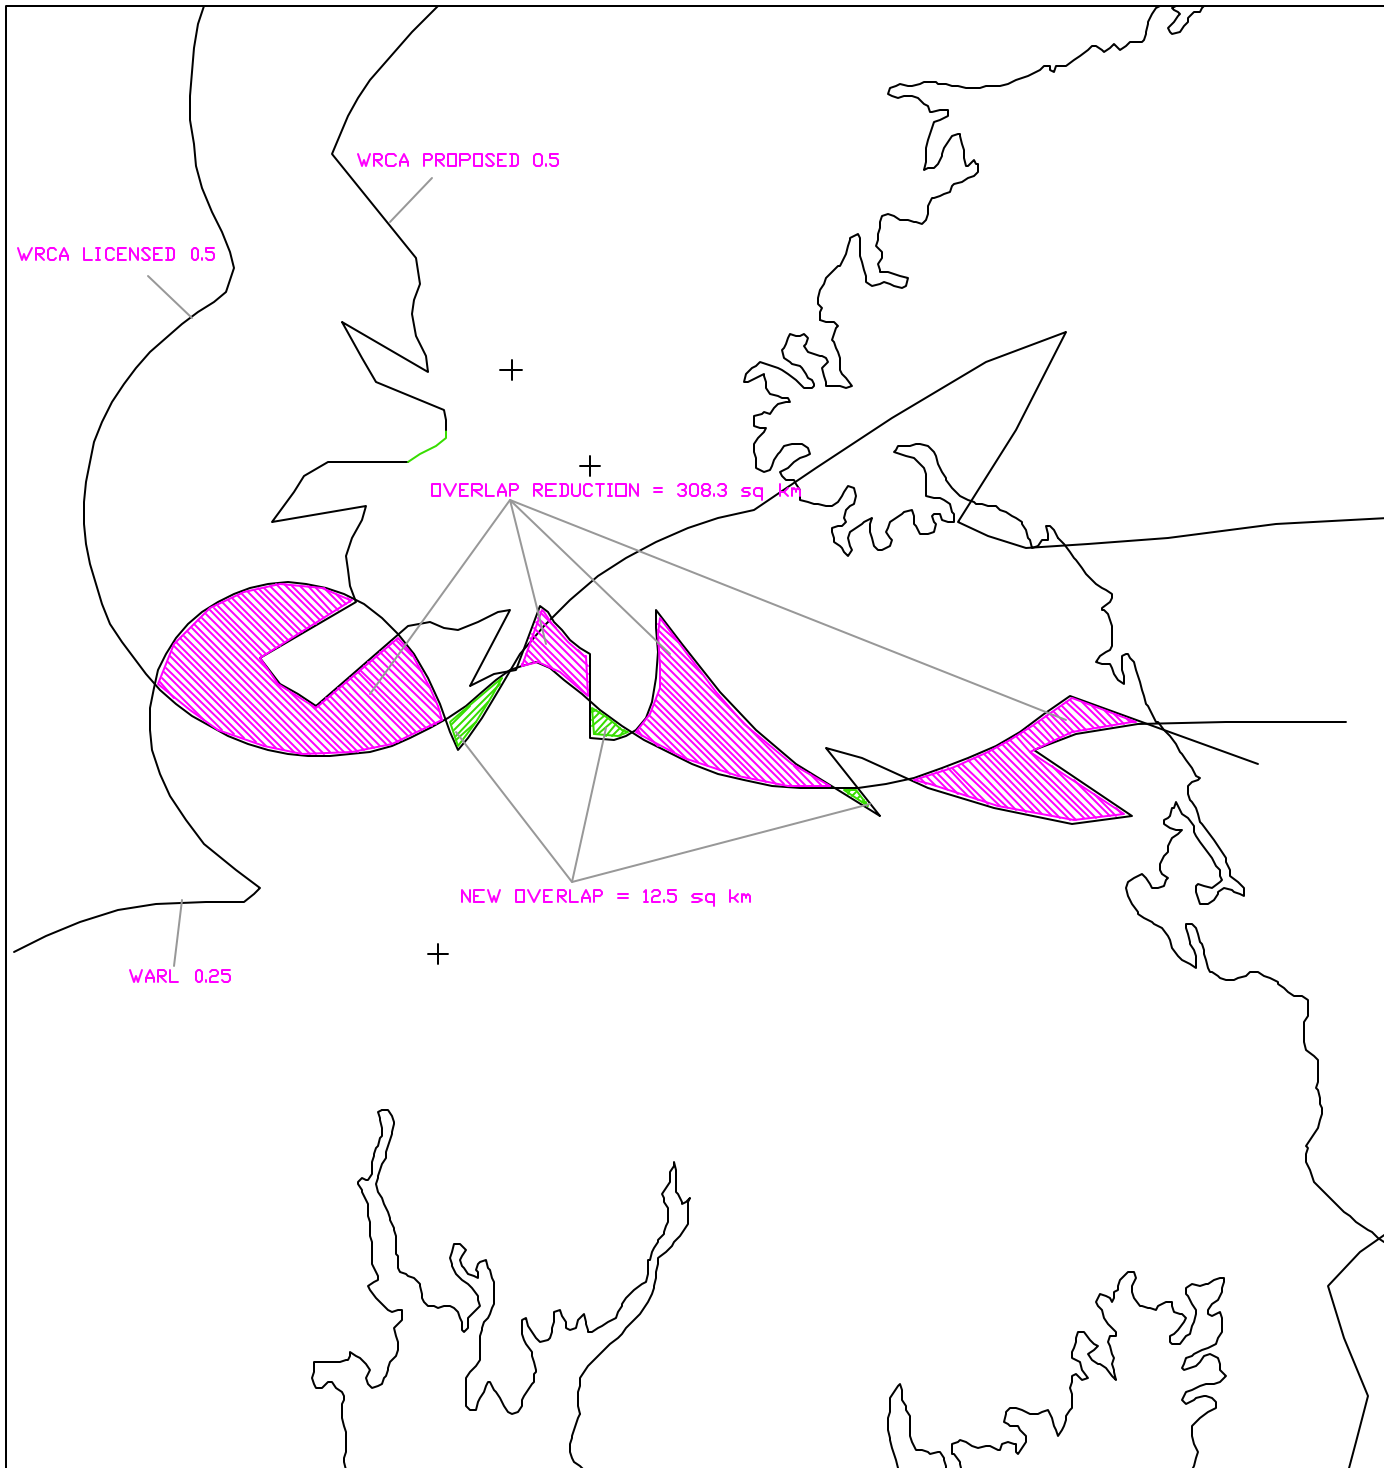 WRCA PROPOSED 0.5
WRCA LICENSED 0.5
OVERLAP REDUCTION = 308.3 sq km
NEW OVERLAP = 12.5 sq km
WARL 0.25